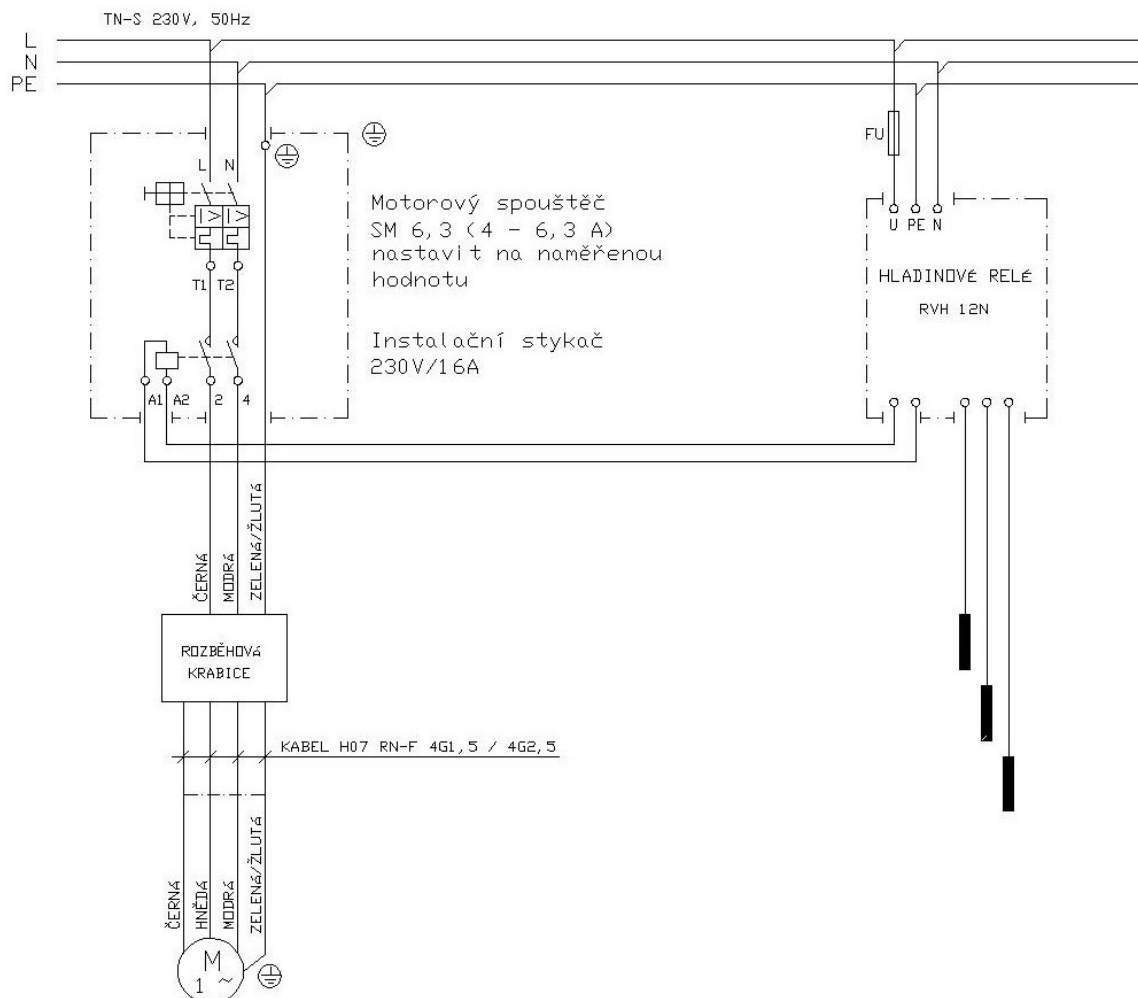 TN-S 230V, 50Hz
L
N
PE
FU
L N
Motorový spouštěč
SM 6,3 (4 - 6,3 A)
nastavit na naměřenou
hodnotu
T1 T2
U PE N
HLADINOVÉ RELÉ
RVH 12N
Instalační stykač
230V/16A
A1 A2 2 4
ČERNÁ
MODRÁ
ZELENÁ/ŽLUTÁ
ROZBĚHOVÁ
KRABICE
KABEL H07 RN-F 4G1,5 / 4G2,5
ČERNÁ
HNĚDÁ
MODRÁ
ZELENÁ/ŽLUTÁ
M
1 ~